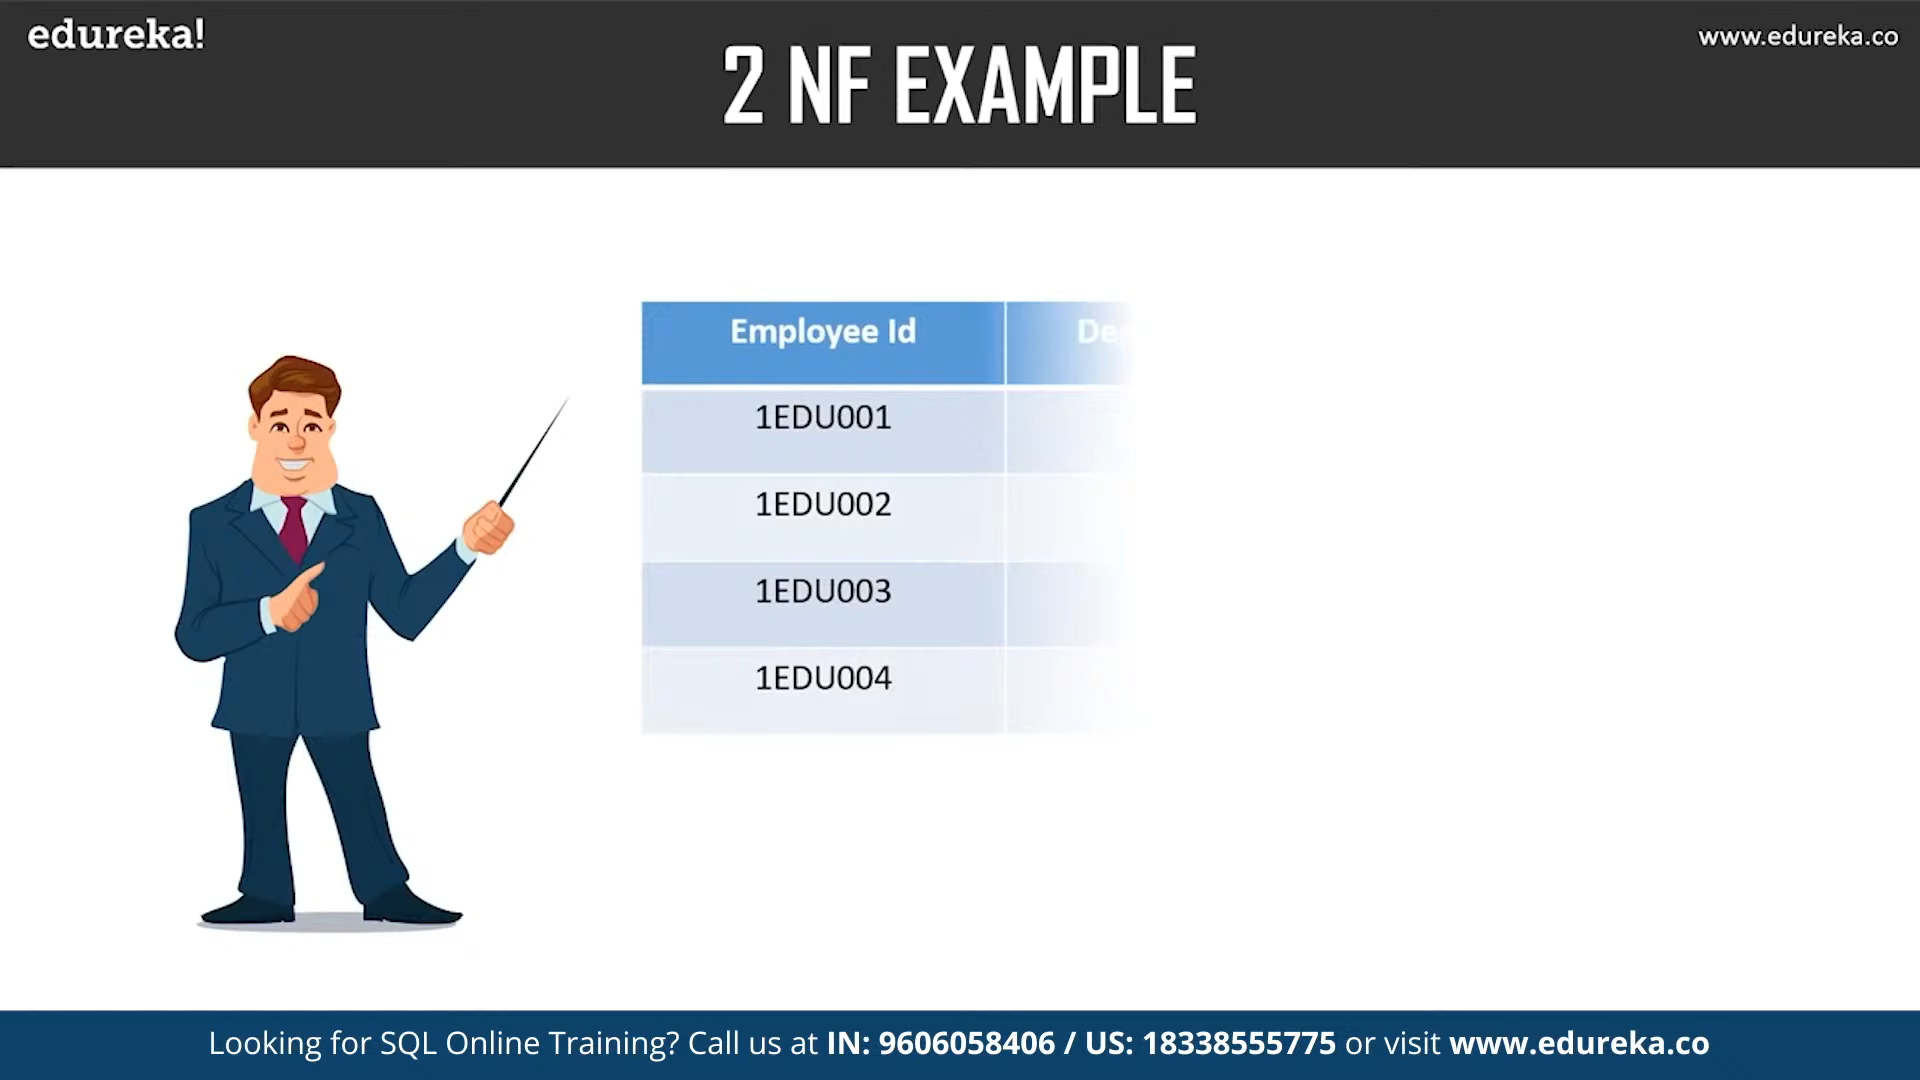 edureka!
www.edureka.co
2 NF EXAMPLE
Employee Id
1EDU001
1EDU002
1EDU003
1EDU004
Looking for SQL Online Training? Call us at IN: 9606058406 / US: 18338555775 or visit www.edureka.co